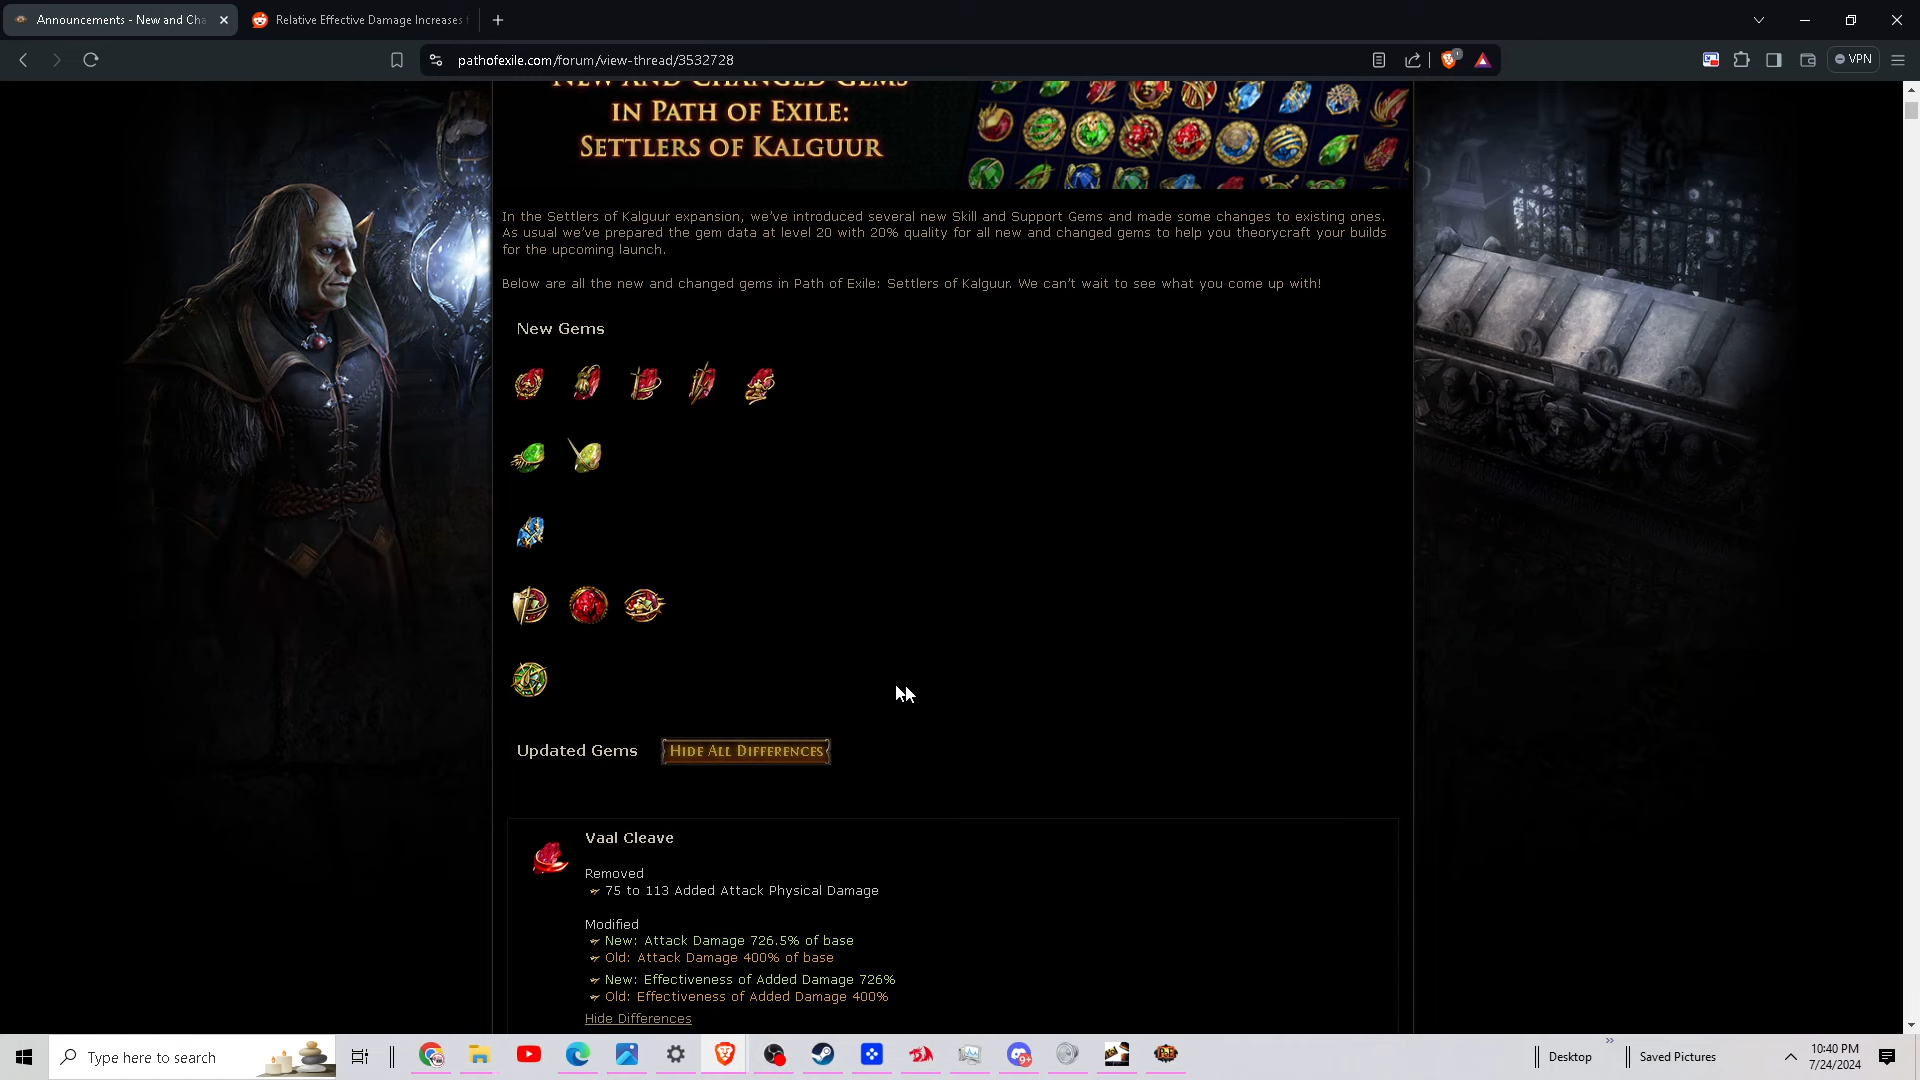 Announcements - New and Cha
Relative Effective Damage Increases
pathofexile.com/forum/view-thread/3532728
VPN
NEW AND CHANGED GEMS
IN PATH OF EXILE:
SETTLERS OF KALGUUR
In the Settlers of Kalguur expansion, we've introduced several new Skill and Support Gems and made some changes to existing ones.
As usual we've prepared the gem data at level 20 with 20% quality for all new and changed gems to help you theorycraft your builds
for the upcoming launch.
Below are all the new and changed gems in Path of Exile: Settlers of Kalguur. We can't wait to see what you come up with!
New Gems
Updated Gems
HIDE ALL DIFFERENCES
Vaal Cleave
Removed
75 to 113 Added Attack Physical Damage
Modified
New: Attack Damage 726.5% of base
Old: Attack Damage 400% of base
New: Effectiveness of Added Damage 726%
Old: Effectiveness of Added Damage 400%
Hide Differences
Type here to search
9+
Desktop
»
Saved Pictures
10:40 PM
7/24/2024